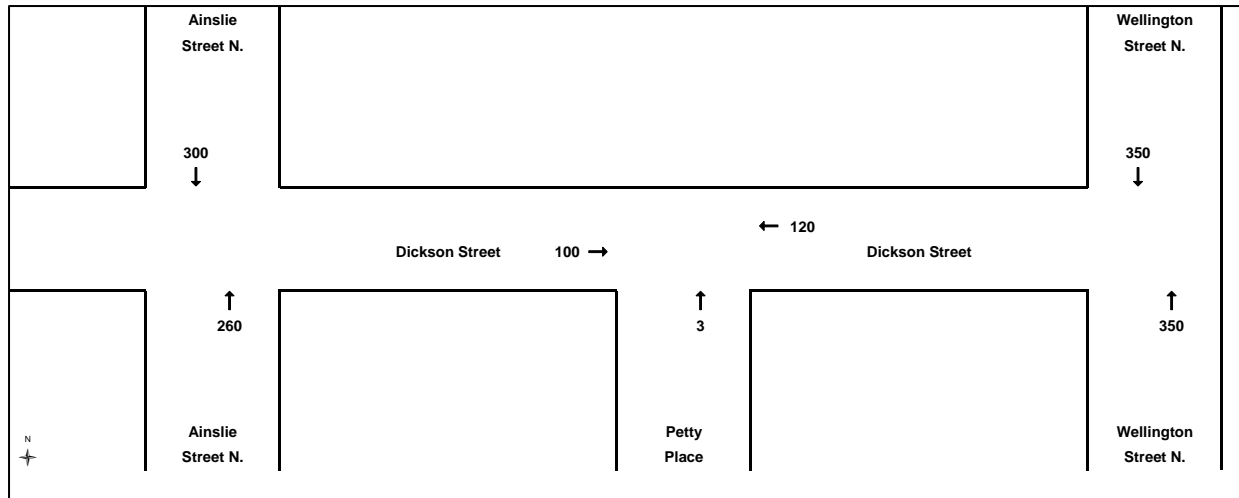 Ainslie
Street N.
Wellington
Street N.
300
350
120
Dickson Street
100
Dickson Street
260
3
350
Ainslie
Street N.
Petty
Place
Wellington
Street N.
N